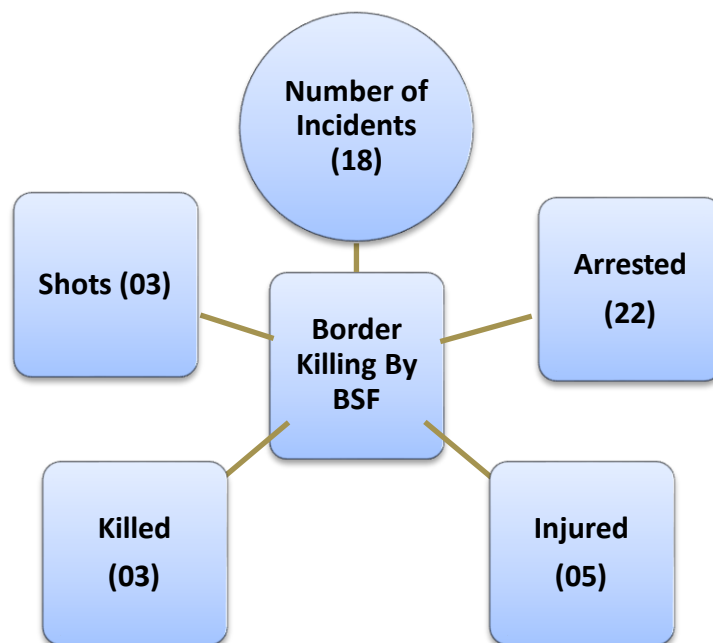 Number of
Incidents
(18)
Shots (03)
Arrested
(22)
Border
Killing By
BSF
Killed
(03)
Injured
(05)